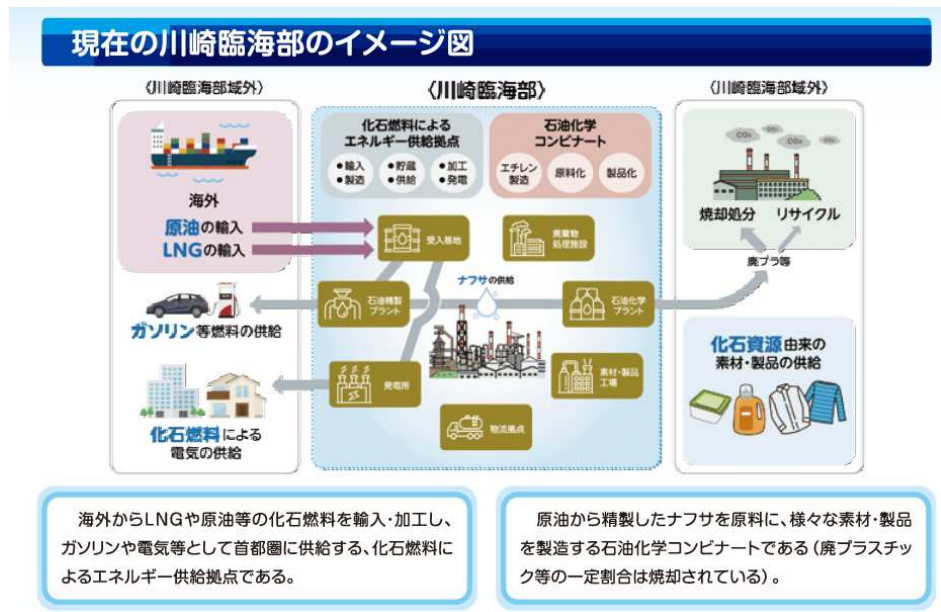 現在の川崎臨海部のイメージ図
〈川崎臨海部域外〉
海外
原油の輸入
LNGの輸入
ガソリン等燃料の供給
化石燃料による
電気の供給
〈川崎臨海部〉
化石燃料による
エネルギー供給拠点
●輸入
●貯蔵
●加工
●製造
●供給
●発電
石油化学
コンビナート
エチレン
製造
原料化
製品化
受入基地
廃棄物
処理施設
ナフサの供給
石油精製
プラント
石油化学
プラント
発電所
素材・製品
工場
物流拠点
〈川崎臨海部域外〉
CO₂
CO₂
CO₂
CO₂
焼却処分
リサイクル
廃プラ等
化石資源由来の
素材・製品の供給
海外からLNGや原油等の化石燃料を輸入・加工し、
ガソリンや電気等として首都圏に供給する、化石燃料に
よるエネルギー供給拠点である。
原油から精製したナフサを原料に、様々な素材・製品
を製造する石油化学コンビナートである（廃プラスチッ
ク等の一定割合は焼却されている）。